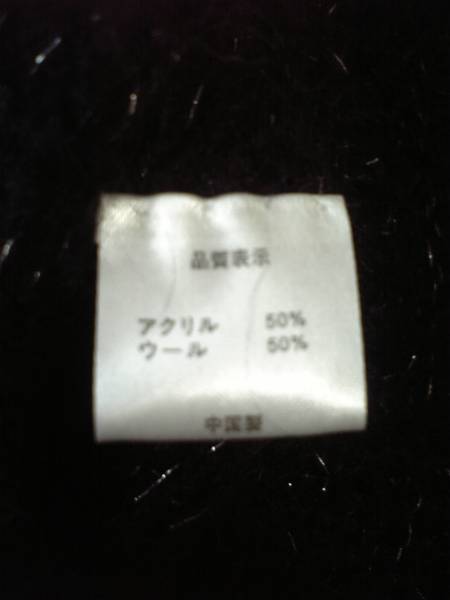 品質表示
アクリル 50%
ウール 50%
中国製